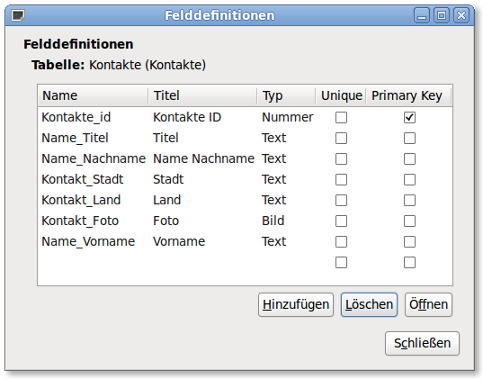 Felddefinitionen
Felddefinitionen
Tabelle: Kontakte (Kontakte)
Name Titel Typ Unique Primary Key
Kontakte_id Kontakte ID Nummer
Name_Titel Titel Text
Name_Nachname Name Nachname Text
Kontakt_Stadt Stadt Text
Kontakt_Land Land Text
Kontakt_Foto Foto Bild
Name_Vorname Vorname Text
Hinzufügen Löschen Öffnen
Schließen